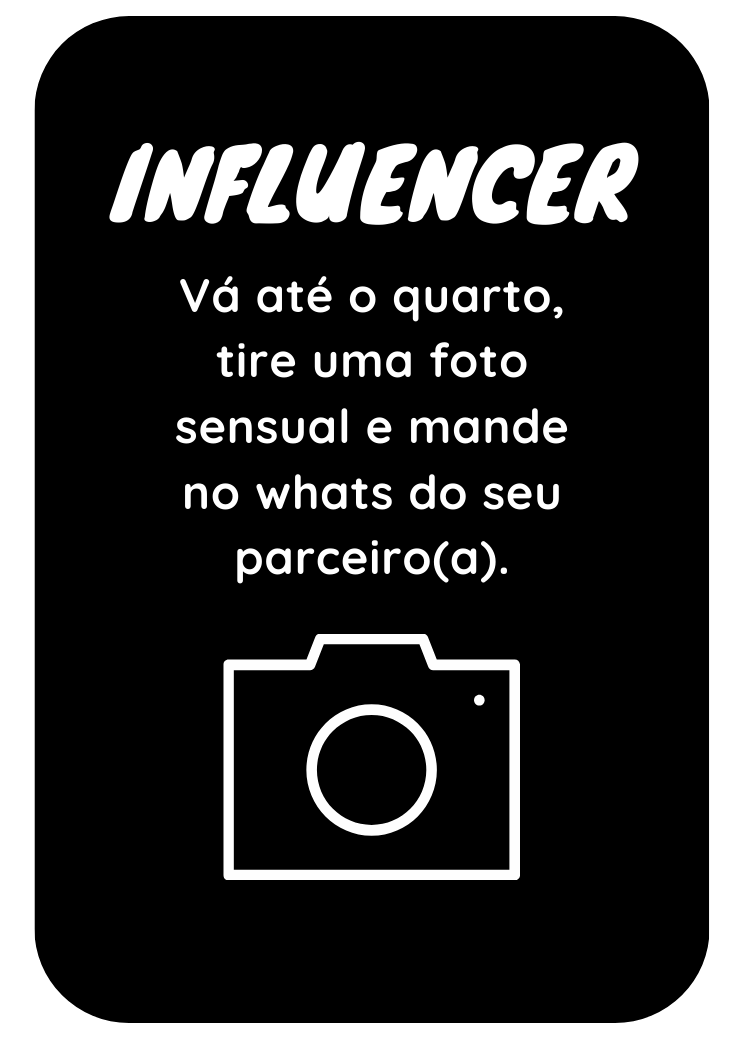 INFLUENCER
Vá até o quarto,
tire uma foto
sensual e mande
no whats do seu
parceiro(a).